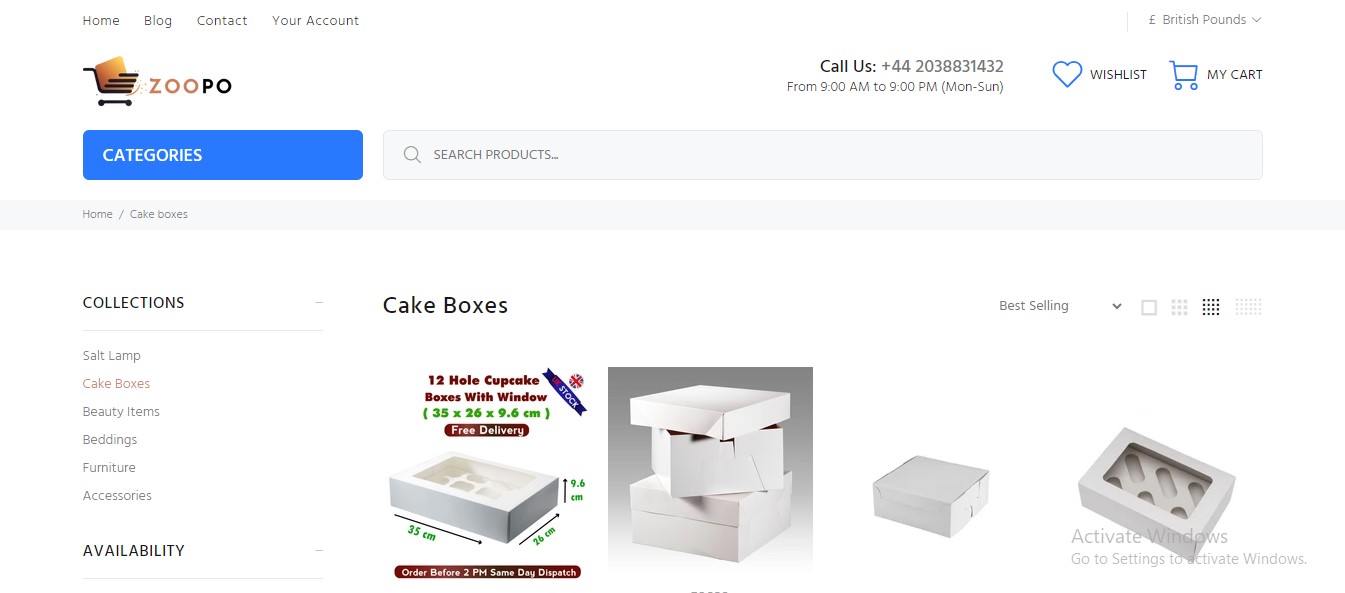 Home Blog Contact Your Account
£ British Pounds
ZOOPO
Call Us: +44 2038831432
From 9:00 AM to 9:00 PM (Mon-Sun)
WISHLIST
MY CART
CATEGORIES
SEARCH PRODUCTS...
Home / Cake boxes
COLLECTIONS
Salt Lamp
Cake Boxes
Beauty Items
Beddings
Furniture
Accessories
AVAILABILITY
Cake Boxes
Best Selling
12 Hole Cupcake
Boxes With Window
( 35 x 26 x 9.6 cm )
Free Delivery
UK STOCK
9.6
cm
35 cm
26 cm
Order Before 2 PM Same Day Dispatch
Activate Windows
Go to Settings to activate Windows.